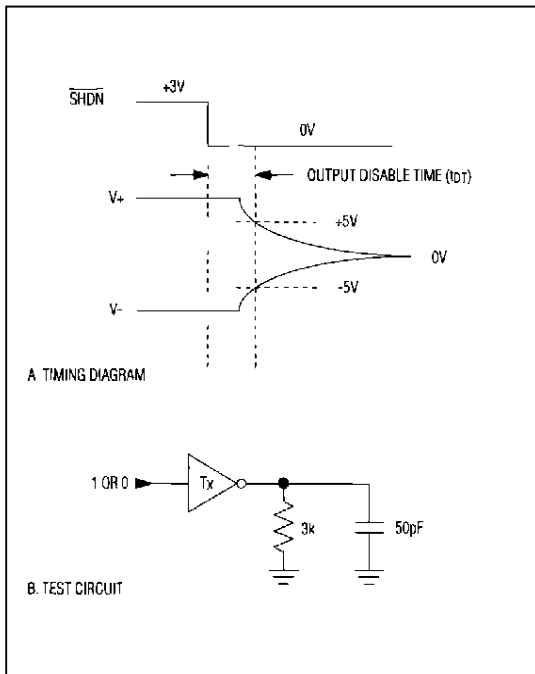 +3V
SHDN
0V
OUTPUT DISABLE TIME (tDT)
V+
+5V
0V
-5V
V-
A TIMING DIAGRAM
1 OR 0
Tx
3k
50pF
B. TEST CIRCUIT